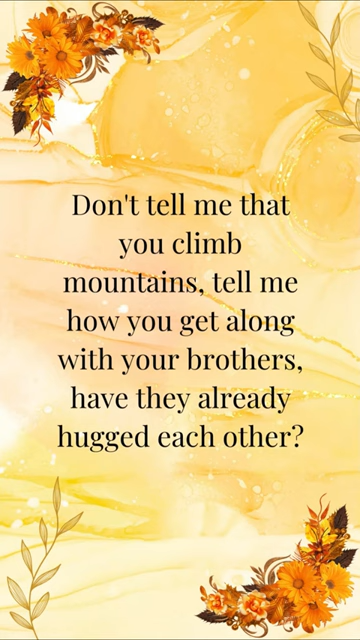 Don't tell me that
you climb
mountains, tell me
how you get along
with your brothers,
have they already
hugged each other?